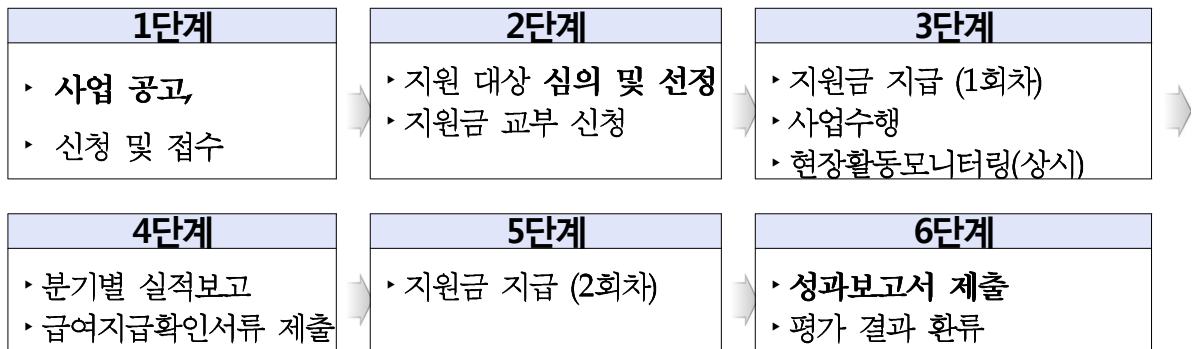 1단계
‣ 사업 공고,
‣ 신청 및 접수
2단계
‣ 지원 대상 심의 및 선정
‣ 지원금 교부 신청
3단계
‣ 지원금 지급 (1회차)
‣ 사업수행
‣ 현장활동모니터링(상시)
4단계
‣ 분기별 실적보고
‣ 급여지급확인서류 제출
5단계
‣ 지원금 지급 (2회차)
6단계
‣ 성과보고서 제출
‣ 평가 결과 환류